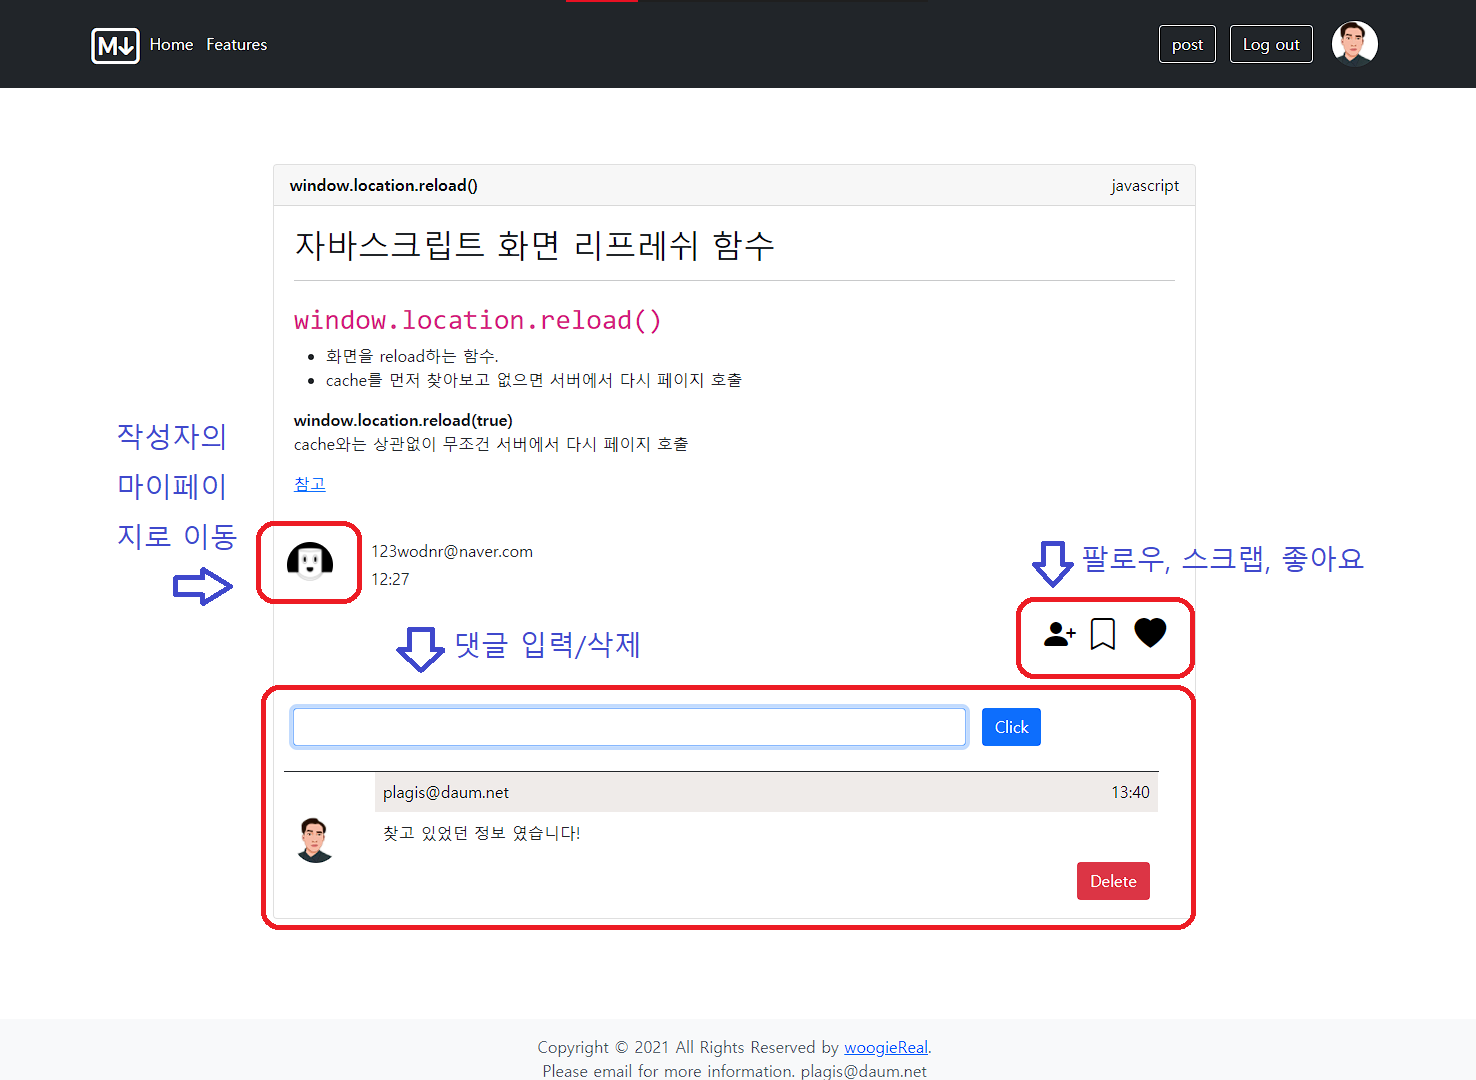 M↓ Home Features post Log out
window.location.reload() javascript
자바스크립트 화면 리프레쉬 함수
window.location.reload()
화면을 reload하는 함수.
cache를 먼저 찾아보고 없으면 서버에서 다시 페이지 호출
window.location.reload(true)
cache와는 상관없이 무조건 서버에서 다시 페이지 호출
참고
작성자의
마이페이
지로 이동
123wodnr@naver.com
12:27
팔로우, 스크랩, 좋아요
댓글 입력/삭제
Click
plagis@daum.net 13:40
찾고 있었던 정보 였습니다!
Delete
Copyright © 2021 All Rights Reserved by woogieReal.
Please email for more information. plagis@daum.net